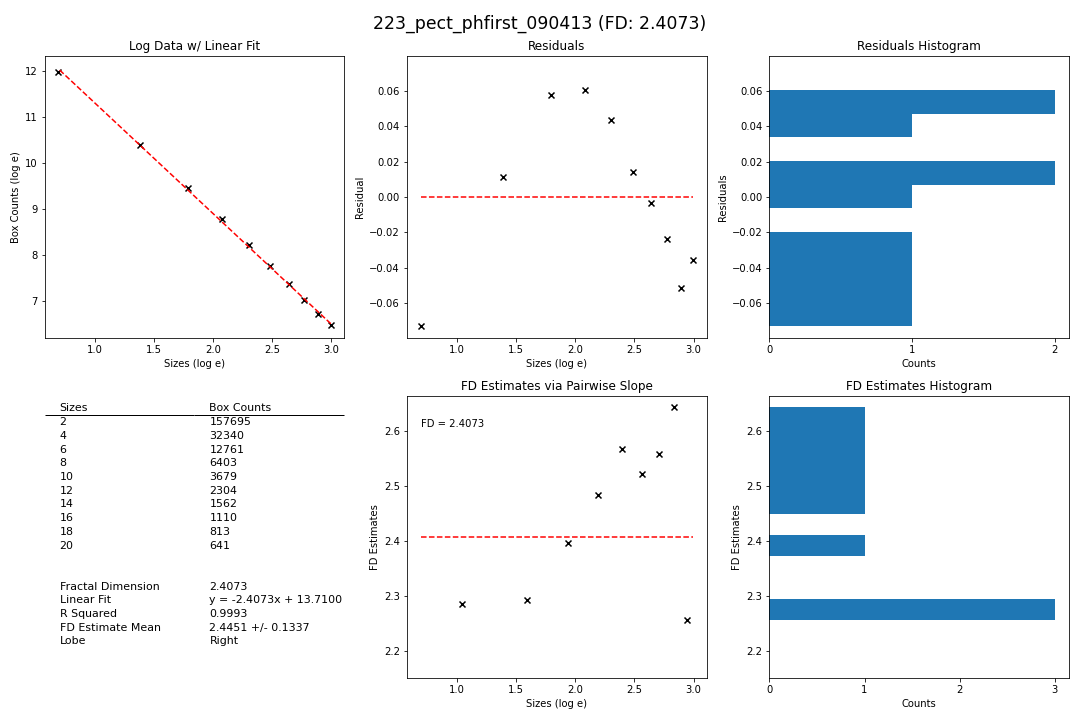 223_pect_phfirst_090413 (FD: 2.4073)
Log Data w/ Linear Fit
12
11
10
9
8
7
Box Counts (log e)
1.0 1.5 2.0 2.5 3.0
Sizes (log e)
Residuals
0.06
0.04
0.02
0.00
−0.02
−0.04
−0.06
Residual
1.0 1.5 2.0 2.5 3.0
Sizes (log e)
Residuals Histogram
0.06
0.04
0.02
0.00
−0.02
−0.04
−0.06
Residuals
0 1 2
Counts
Sizes Box Counts
2 157695
4 32340
6 12761
8 6403
10 3679
12 2304
14 1562
16 1110
18 813
20 641
Fractal Dimension 2.4073
Linear Fit y = -2.4073x + 13.7100
R Squared 0.9993
FD Estimate Mean 2.4451 +/- 0.1337
Lobe Right
FD Estimates via Pairwise Slope
FD = 2.4073
2.6
2.5
2.4
2.3
2.2
FD Estimates
1.0 1.5 2.0 2.5 3.0
Sizes (log e)
FD Estimates Histogram
2.6
2.5
2.4
2.3
2.2
FD Estimates
0 1 2 3
Counts